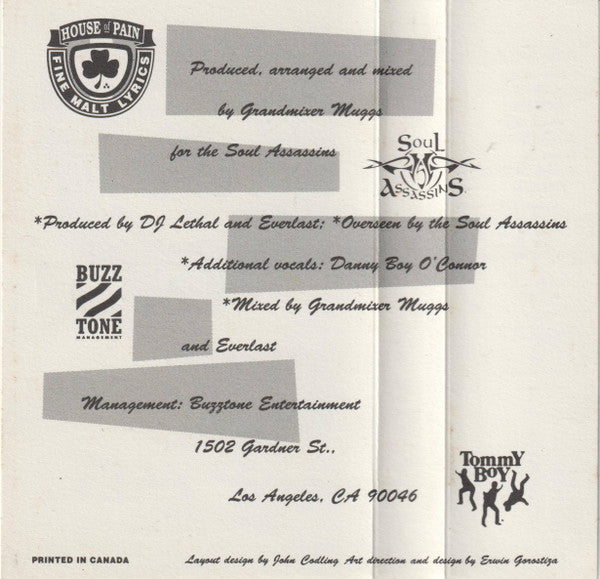 HOUSE of PAIN
FINE MALT LYRICS
Produced, arranged and mixed
by Grandmixer Muggs
for the Soul Assassins
SOUL
ASSASSINS
*Produced by DJ Lethal and Everlast; *Overseen by the Soul Assassins
*Additional vocals: Danny Boy O'Connor
BUZZ
TONE
MANAGEMENT
*Mixed by Grandmixer Muggs
and Everlast
Management: Buzztone Entertainment
1502 Gardner St.,
Los Angeles, CA 90046
TOMMY
BOY
PRINTED IN CANADA
Layout design by John Codling Art direction and design by Erwin Gorostiza